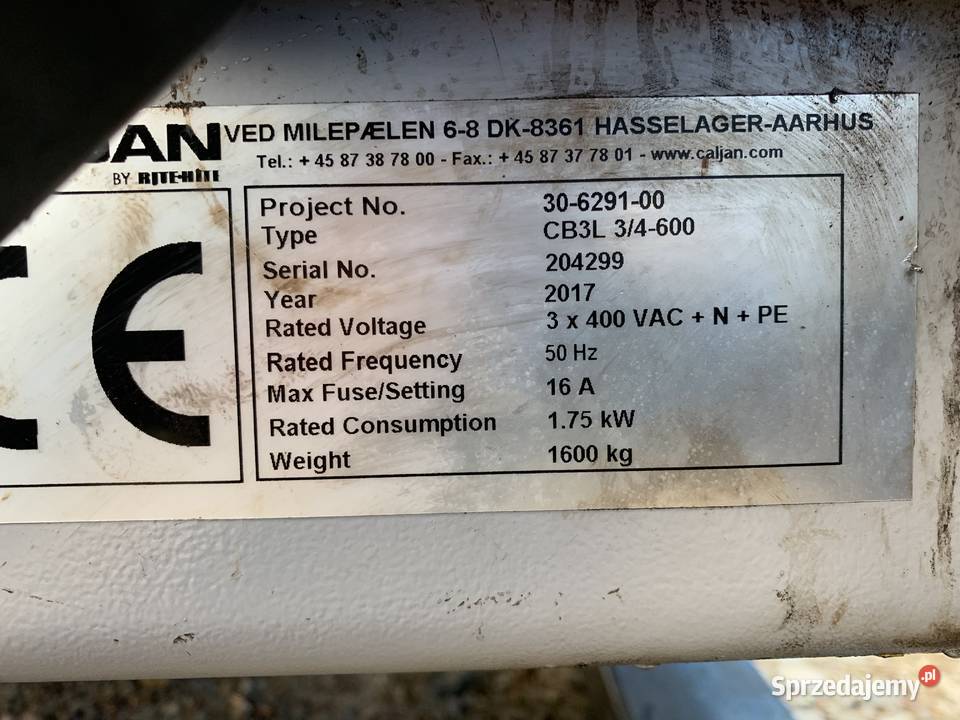 JAN VED MILEPÆLEN 6-8 DK-8361 HASSELAGER-AARHUS
BY RITE-HITE Tel.: + 45 87 38 78 00 - Fax.: + 45 87 37 78 01 - www.caljan.com
Project No. 30-6291-00
Type CB3L 3/4-600
Serial No. 204299
Year 2017
Rated Voltage 3 x 400 VAC + N + PE
Rated Frequency 50 Hz
Max Fuse/Setting 16 A
Rated Consumption 1.75 kW
Weight 1600 kg
CE
Sprzedajemy.pl